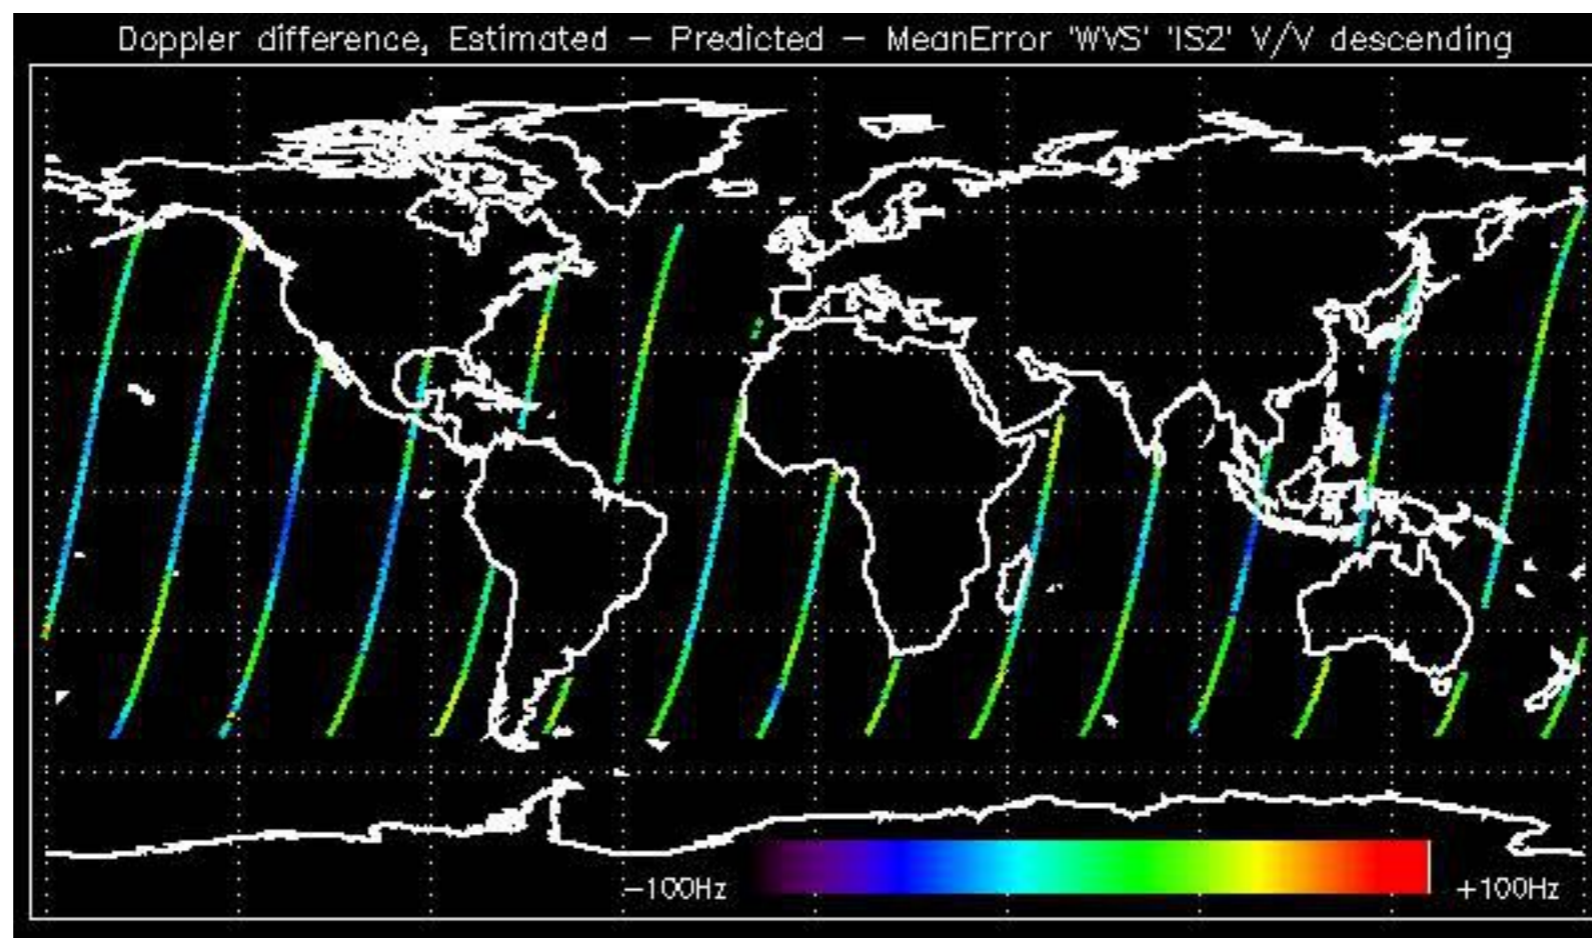 Doppler difference, Estimated – Predicted – MeanError 'WVS' 'IS2' V/V descending
–100Hz
+100Hz